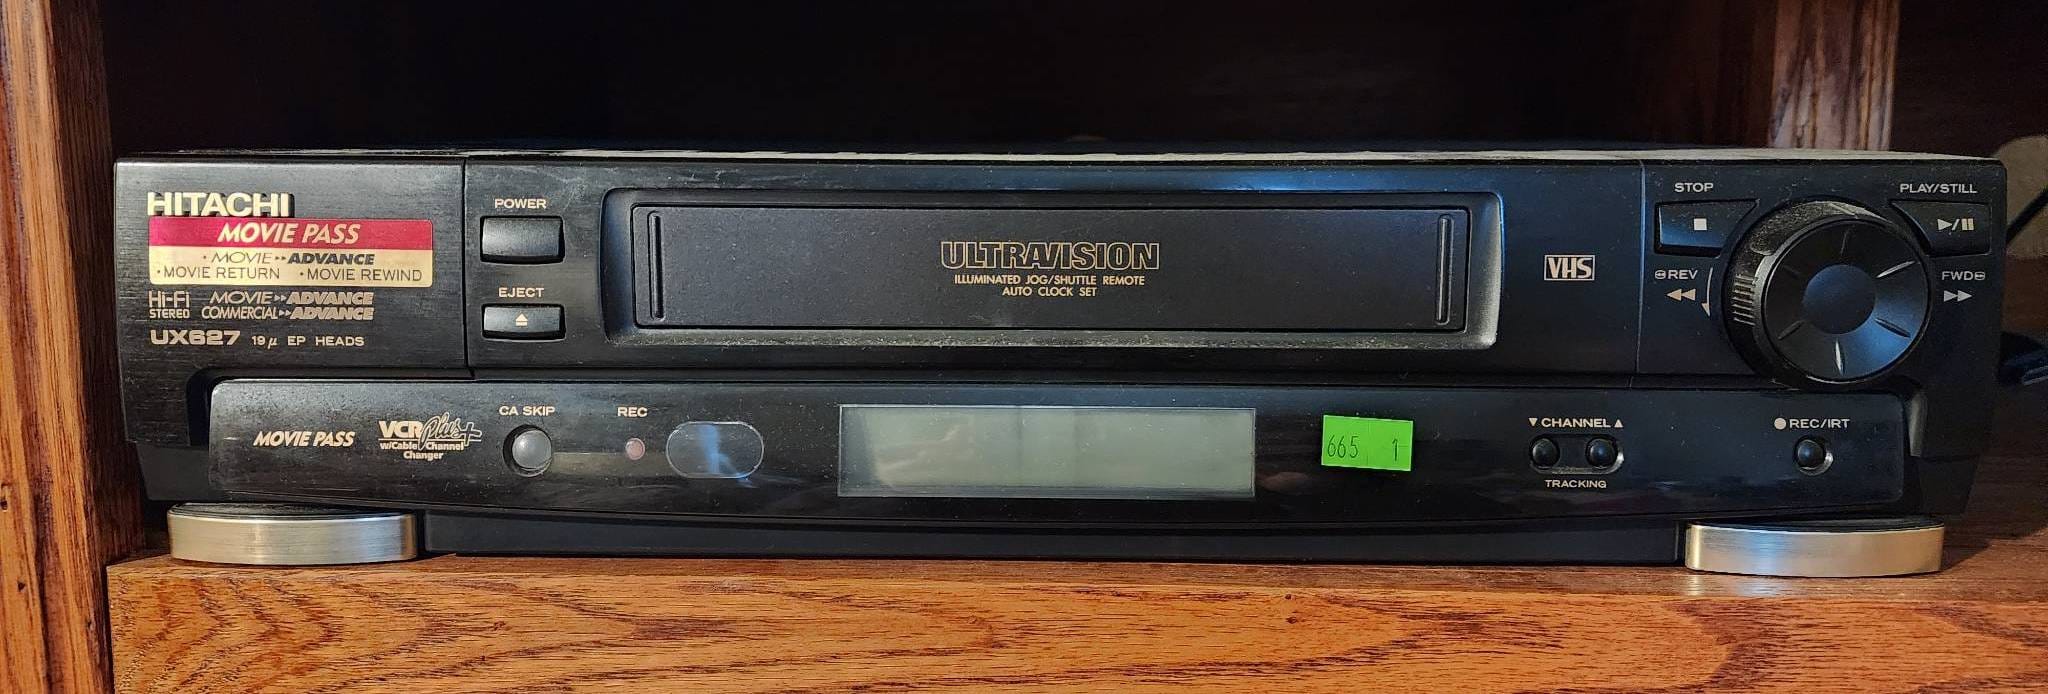 HITACHI
MOVIE PASS
• MOVIE ▸▸ ADVANCE
• MOVIE RETURN • MOVIE REWIND
Hi-Fi STEREO
MOVIE ▸▸ ADVANCE
COMMERCIAL ▸▸ ADVANCE
UX627 19 μ EP HEADS
POWER
EJECT
ULTRAVISION
ILLUMINATED JOG/SHUTTLE REMOTE
AUTO CLOCK SET
VHS
STOP
PLAY/STILL
REV
FWD
MOVIE PASS
VCR Plus+
w/Cable Channel
Changer
CA SKIP
REC
665 1
▼ CHANNEL ▲
TRACKING
● REC/IRT